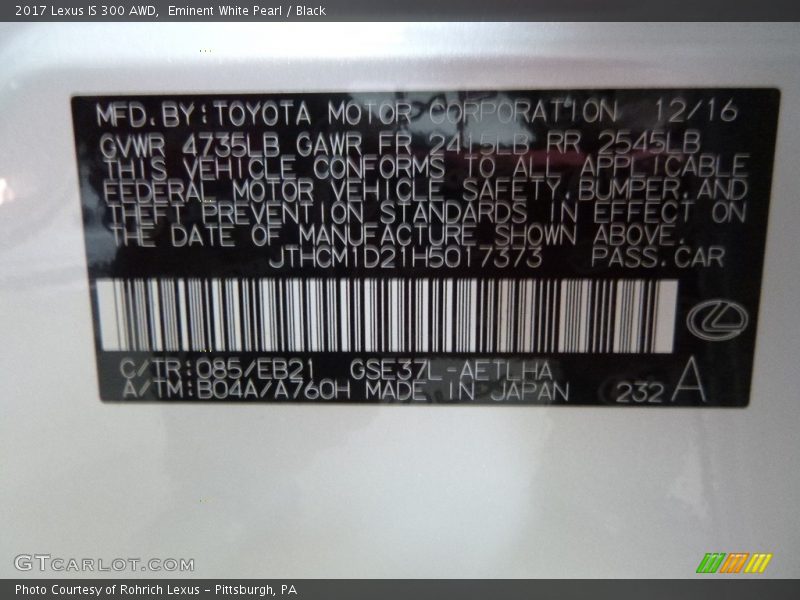 2017 Lexus IS 300 AWD,  Eminent White Pearl / Black
MFD.BY:TOYOTA MOTOR CORPORATION 12/16
GVWR 4735LB GAWR FR 2415LB RR 2545LB
THIS VEHICLE CONFORMS TO ALL APPLICABLE
FEDERAL MOTOR VEHICLE SAFETY,BUMPER,AND
THEFT PREVENTION STANDARDS IN EFFECT ON
THE DATE OF MANUFACTURE SHOWN ABOVE.
JTHCM1D21H5017373 PASS.CAR
C/TR:085/EB21 GSE37L-AETLHA
A/TM:B04A/A760H MADE IN JAPAN 232 A
GTCARLOT.COM
Photo Courtesy of Rohrich Lexus – Pittsburgh, PA